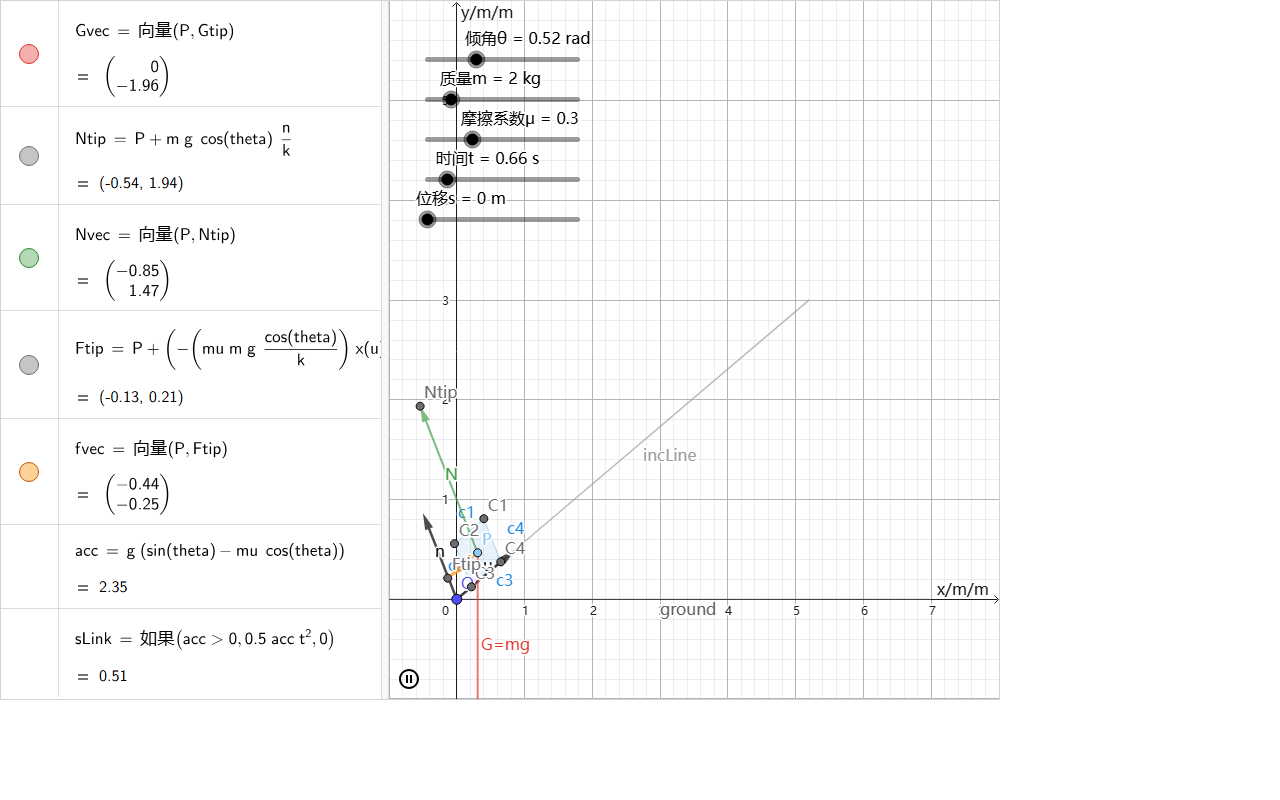 Gvec = 向量(P, Gtip)
= ( 0
−1.96 )
Ntip = P + m g cos(theta) n/k
= (-0.54, 1.94)
Nvec = 向量(P, Ntip)
= ( −0.85
1.47 )
Ftip = P + (−(mu m g cos(theta)/k) x(u)
= (-0.13, 0.21)
fvec = 向量(P, Ftip)
= ( −0.44
−0.25 )
acc = g (sin(theta) − mu cos(theta))
= 2.35
sLink = 如果(acc > 0, 0.5 acc t², 0)
= 0.51
y/m/m
倾角θ = 0.52 rad
质量m = 2 kg
5
摩擦系数μ = 0.3
时间t = 0.66 s
位移s = 0 m
3
Ntip
2
incLine
N
1
C1
c1
C2
P
c4
C4
n
Ftip
u
C3
c3
O
x/m/m
0
1
2
3
ground
4
5
6
7
G=mg